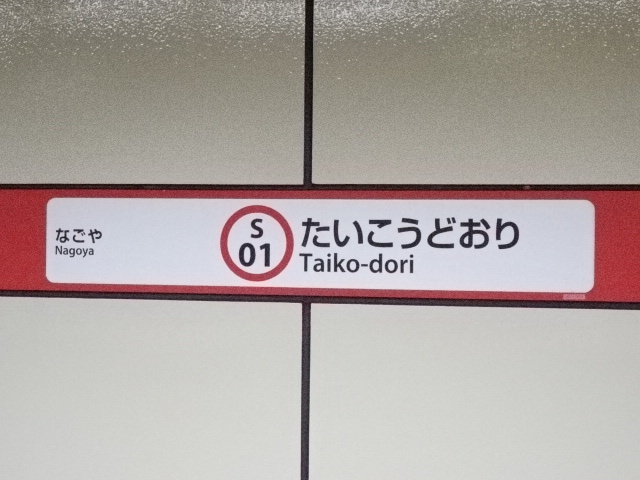 なごや
Nagoya
S
01
たいこうどおり
Taiko-dori